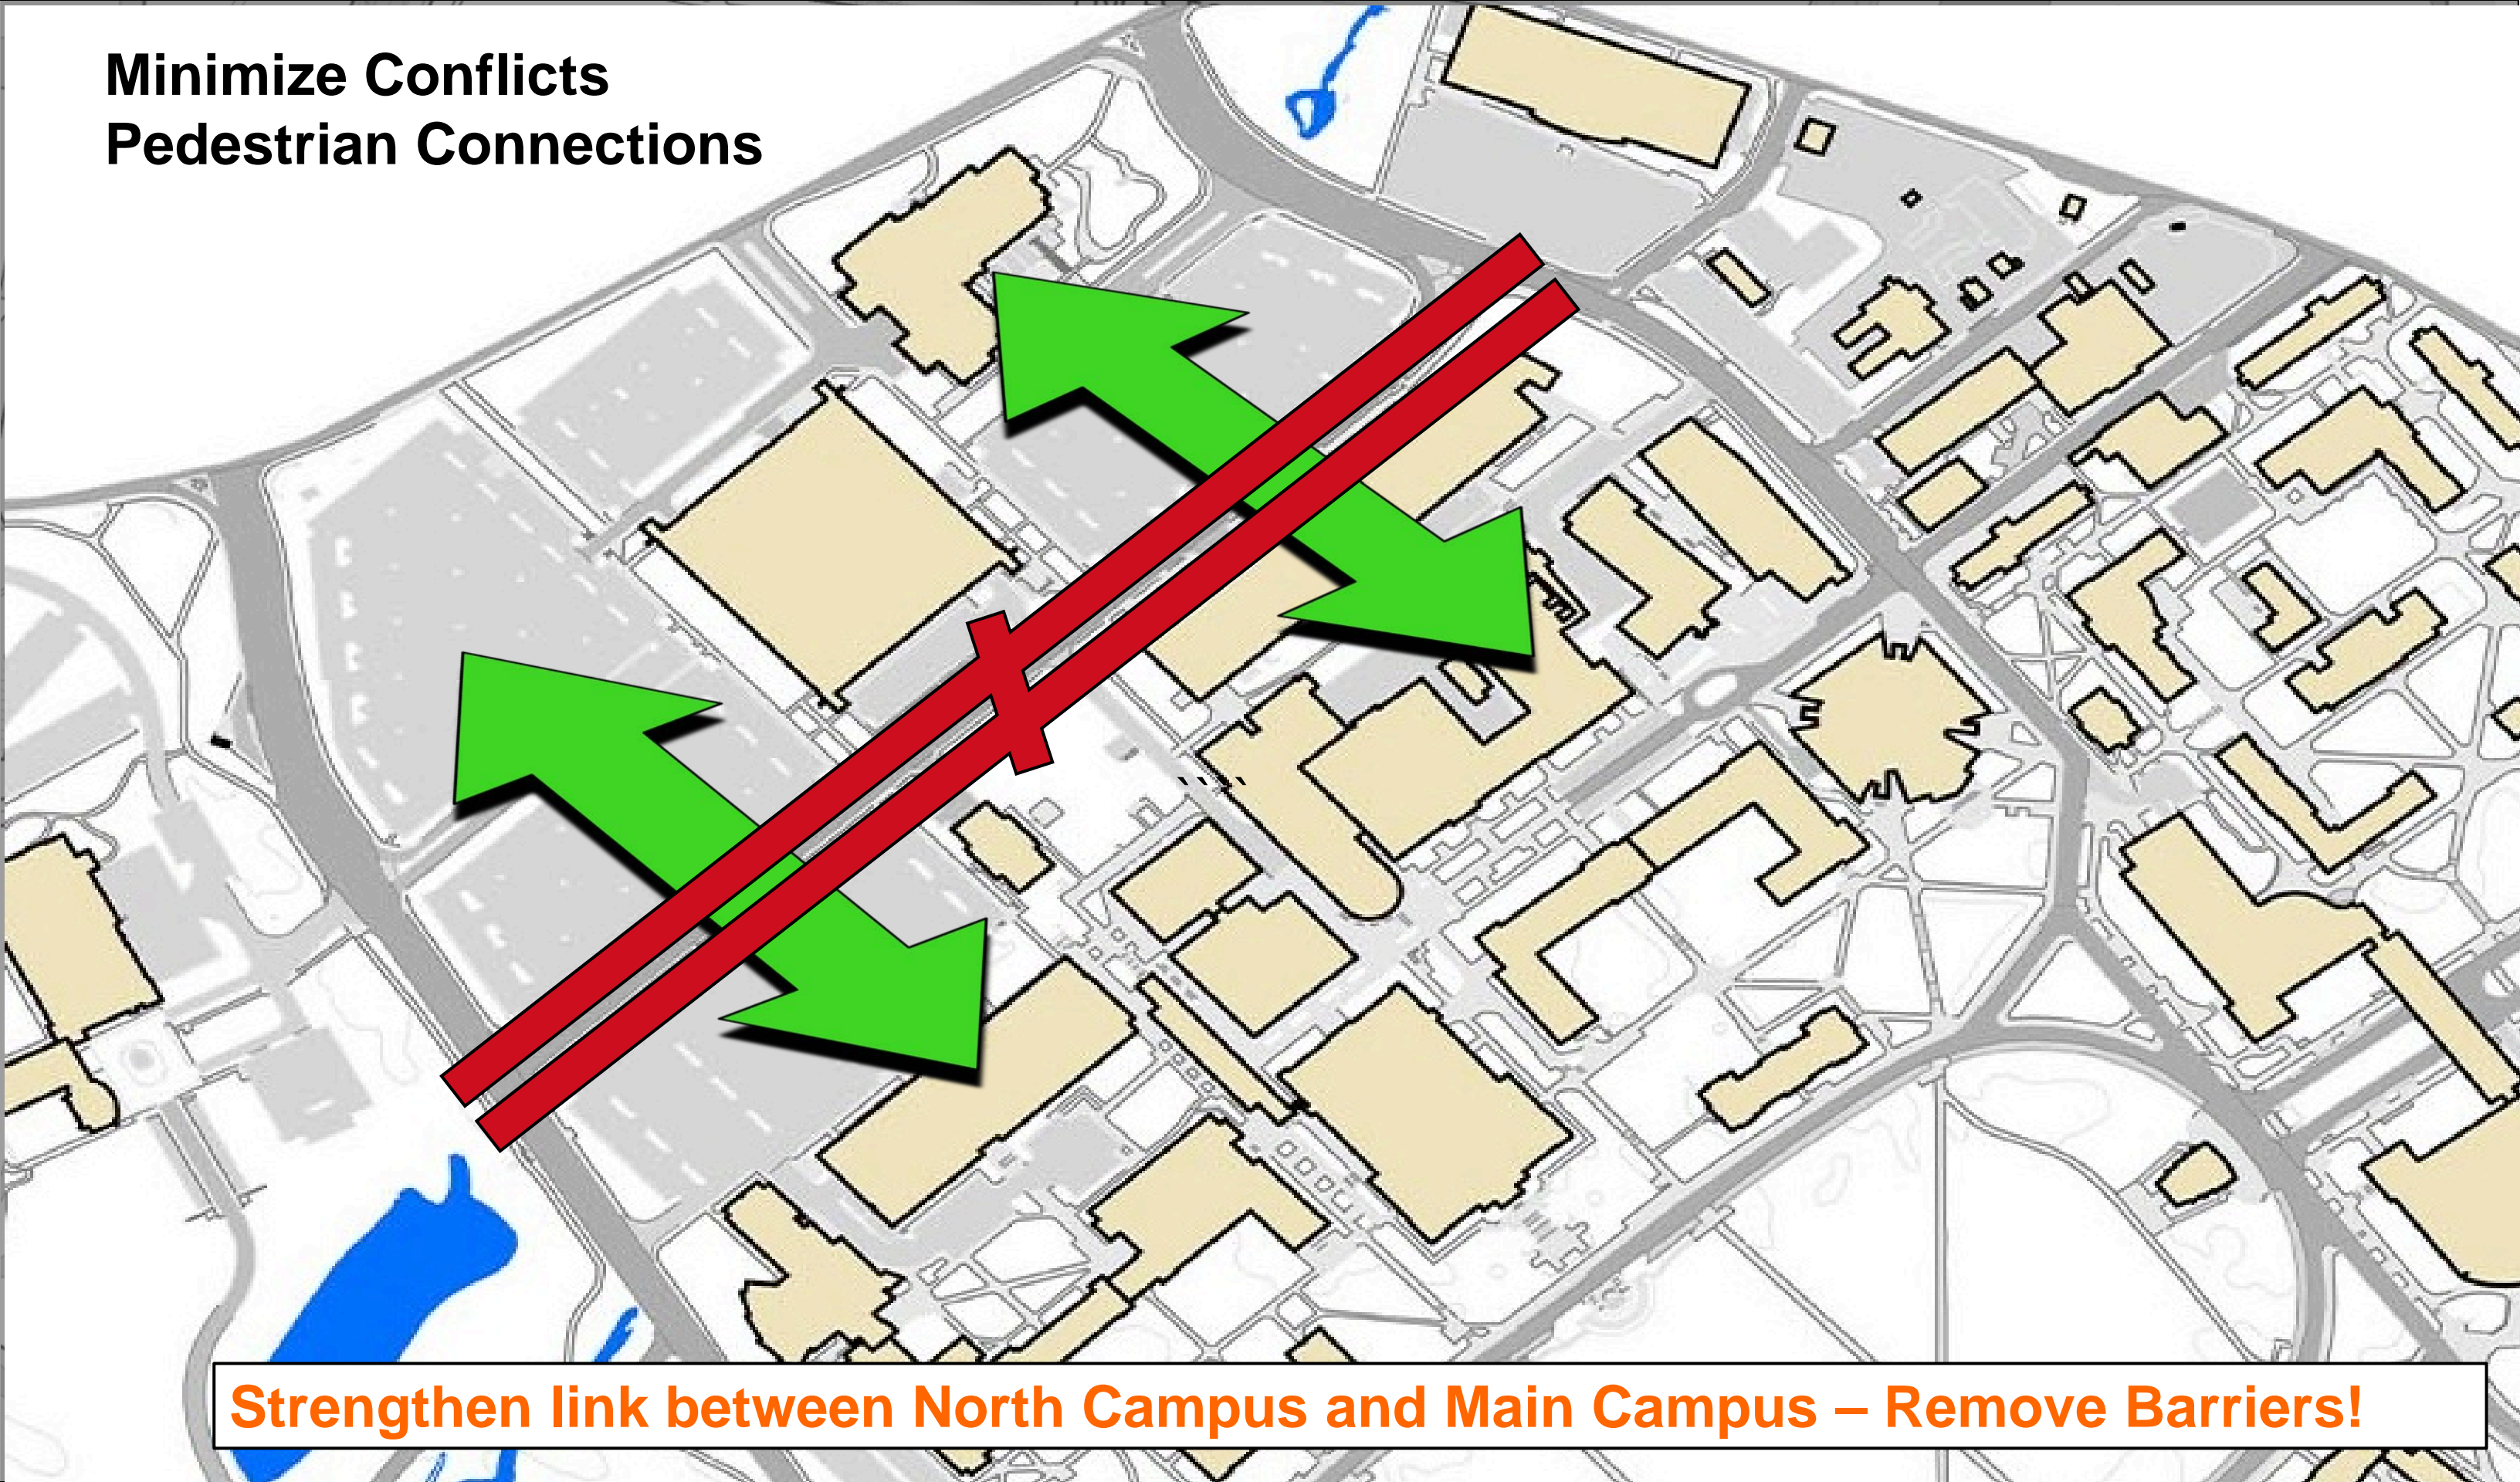 Minimize Conflicts
Pedestrian Connections
Strengthen link between North Campus and Main Campus – Remove Barriers!